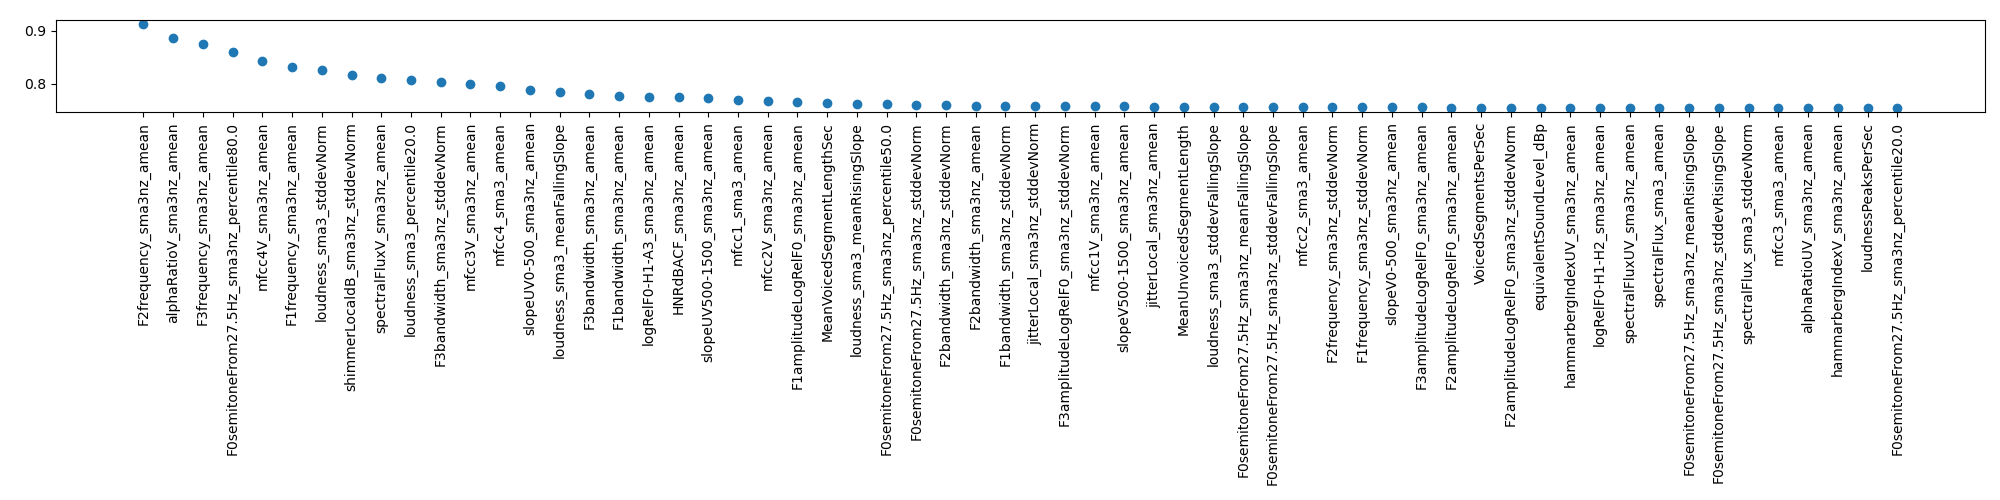 0.9
0.8
F2frequency_sma3nz_amean
alphaRatioV_sma3nz_amean
F3frequency_sma3nz_amean
F0semitoneFrom27.5Hz_sma3nz_percentile80.0
mfcc4V_sma3nz_amean
F1frequency_sma3nz_amean
loudness_sma3_stddevNorm
shimmerLocaldB_sma3nz_stddevNorm
spectralFluxV_sma3nz_amean
loudness_sma3_percentile20.0
F3bandwidth_sma3nz_stddevNorm
mfcc3V_sma3nz_amean
mfcc4_sma3_amean
slopeUV0-500_sma3nz_amean
loudness_sma3_meanFallingSlope
F3bandwidth_sma3nz_amean
F1bandwidth_sma3nz_amean
logRelF0-H1-A3_sma3nz_amean
HNRdBACF_sma3nz_amean
slopeUV500-1500_sma3nz_amean
mfcc1_sma3_amean
mfcc2V_sma3nz_amean
F1amplitudeLogRelF0_sma3nz_amean
MeanVoicedSegmentLengthSec
loudness_sma3_meanRisingSlope
F0semitoneFrom27.5Hz_sma3nz_percentile50.0
F0semitoneFrom27.5Hz_sma3nz_stddevNorm
F2bandwidth_sma3nz_stddevNorm
F2bandwidth_sma3nz_amean
F1bandwidth_sma3nz_stddevNorm
jitterLocal_sma3nz_stddevNorm
F3amplitudeLogRelF0_sma3nz_stddevNorm
mfcc1V_sma3nz_amean
slopeV500-1500_sma3nz_amean
jitterLocal_sma3nz_amean
MeanUnvoicedSegmentLength
loudness_sma3_stddevFallingSlope
F0semitoneFrom27.5Hz_sma3nz_meanFallingSlope
F0semitoneFrom27.5Hz_sma3nz_stddevFallingSlope
mfcc2_sma3_amean
F2frequency_sma3nz_stddevNorm
F1frequency_sma3nz_stddevNorm
slopeV0-500_sma3nz_amean
F3amplitudeLogRelF0_sma3nz_amean
F2amplitudeLogRelF0_sma3nz_amean
VoicedSegmentsPerSec
F2amplitudeLogRelF0_sma3nz_stddevNorm
equivalentSoundLevel_dBp
hammarbergIndexUV_sma3nz_amean
logRelF0-H1-H2_sma3nz_amean
spectralFluxUV_sma3nz_amean
spectralFlux_sma3_amean
F0semitoneFrom27.5Hz_sma3nz_meanRisingSlope
F0semitoneFrom27.5Hz_sma3nz_stddevRisingSlope
spectralFlux_sma3_stddevNorm
mfcc3_sma3_amean
alphaRatioUV_sma3nz_amean
hammarbergIndexV_sma3nz_amean
loudnessPeaksPerSec
F0semitoneFrom27.5Hz_sma3nz_percentile20.0